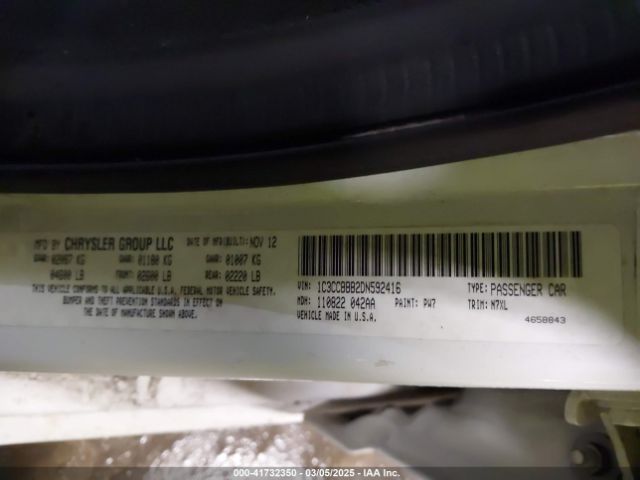 MFD BY CHRYSLER GROUP LLC DATE OF MFD(BUILT): NOV 12
GVWR: 02087 KG GAWR: 01180 KG GAWR: 01007 KG
04600 LB FRONT: 02600 LB REAR: 02220 LB
THIS VEHICLE CONFORMS TO ALL APPLICABLE U.S.A. FEDERAL MOTOR VEHICLE SAFETY,
BUMPER AND THEFT PREVENTION STANDARDS IN EFFECT ON
THE DATE OF MANUFACTURE SHOWN ABOVE.
VIN: 1C3CCBBB2DN592416 TYPE: PASSENGER CAR
MDH: 110822 042AA PAINT: PW7 TRIM: N7XL
VEHICLE MADE IN U.S.A.
4658843
000-41732350 - 03/05/2025 - IAA Inc.